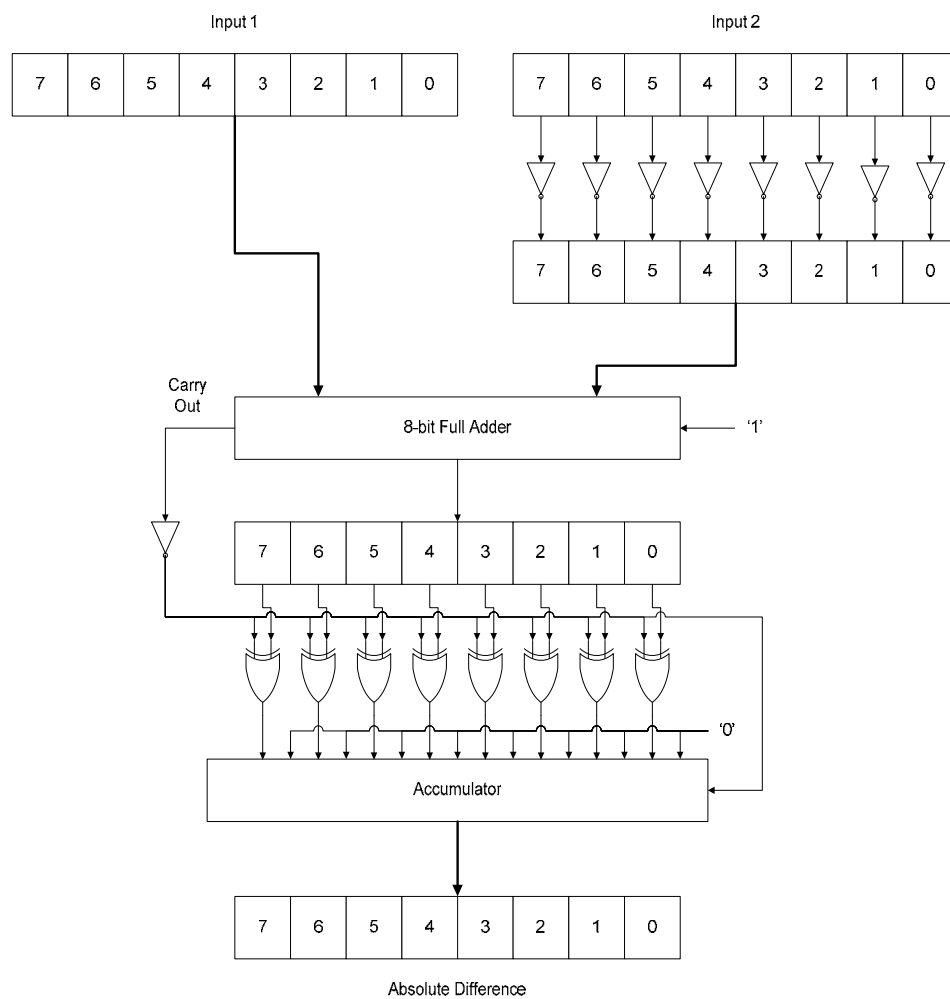 Input 1
Input 2
7 6 5 4 3 2 1 0
7 6 5 4 3 2 1 0
7 6 5 4 3 2 1 0
Carry
Out
8-bit Full Adder
‘1’
7 6 5 4 3 2 1 0
‘0’
Accumulator
7 6 5 4 3 2 1 0
Absolute Difference